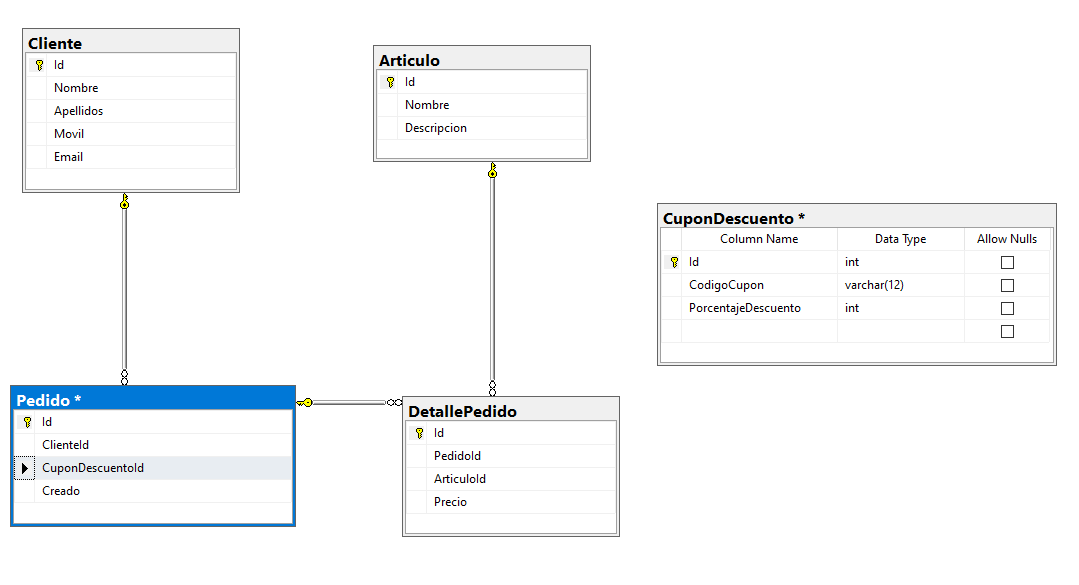 Cliente
Id
Nombre
Apellidos
Movil
Email
Articulo
Id
Nombre
Descripcion
CuponDescuento *
Column Name Data Type Allow Nulls
Id int
CodigoCupon varchar(12)
PorcentajeDescuento int
Pedido *
Id
ClienteId
CuponDescuentoId
Creado
DetallePedido
Id
PedidoId
ArticuloId
Precio